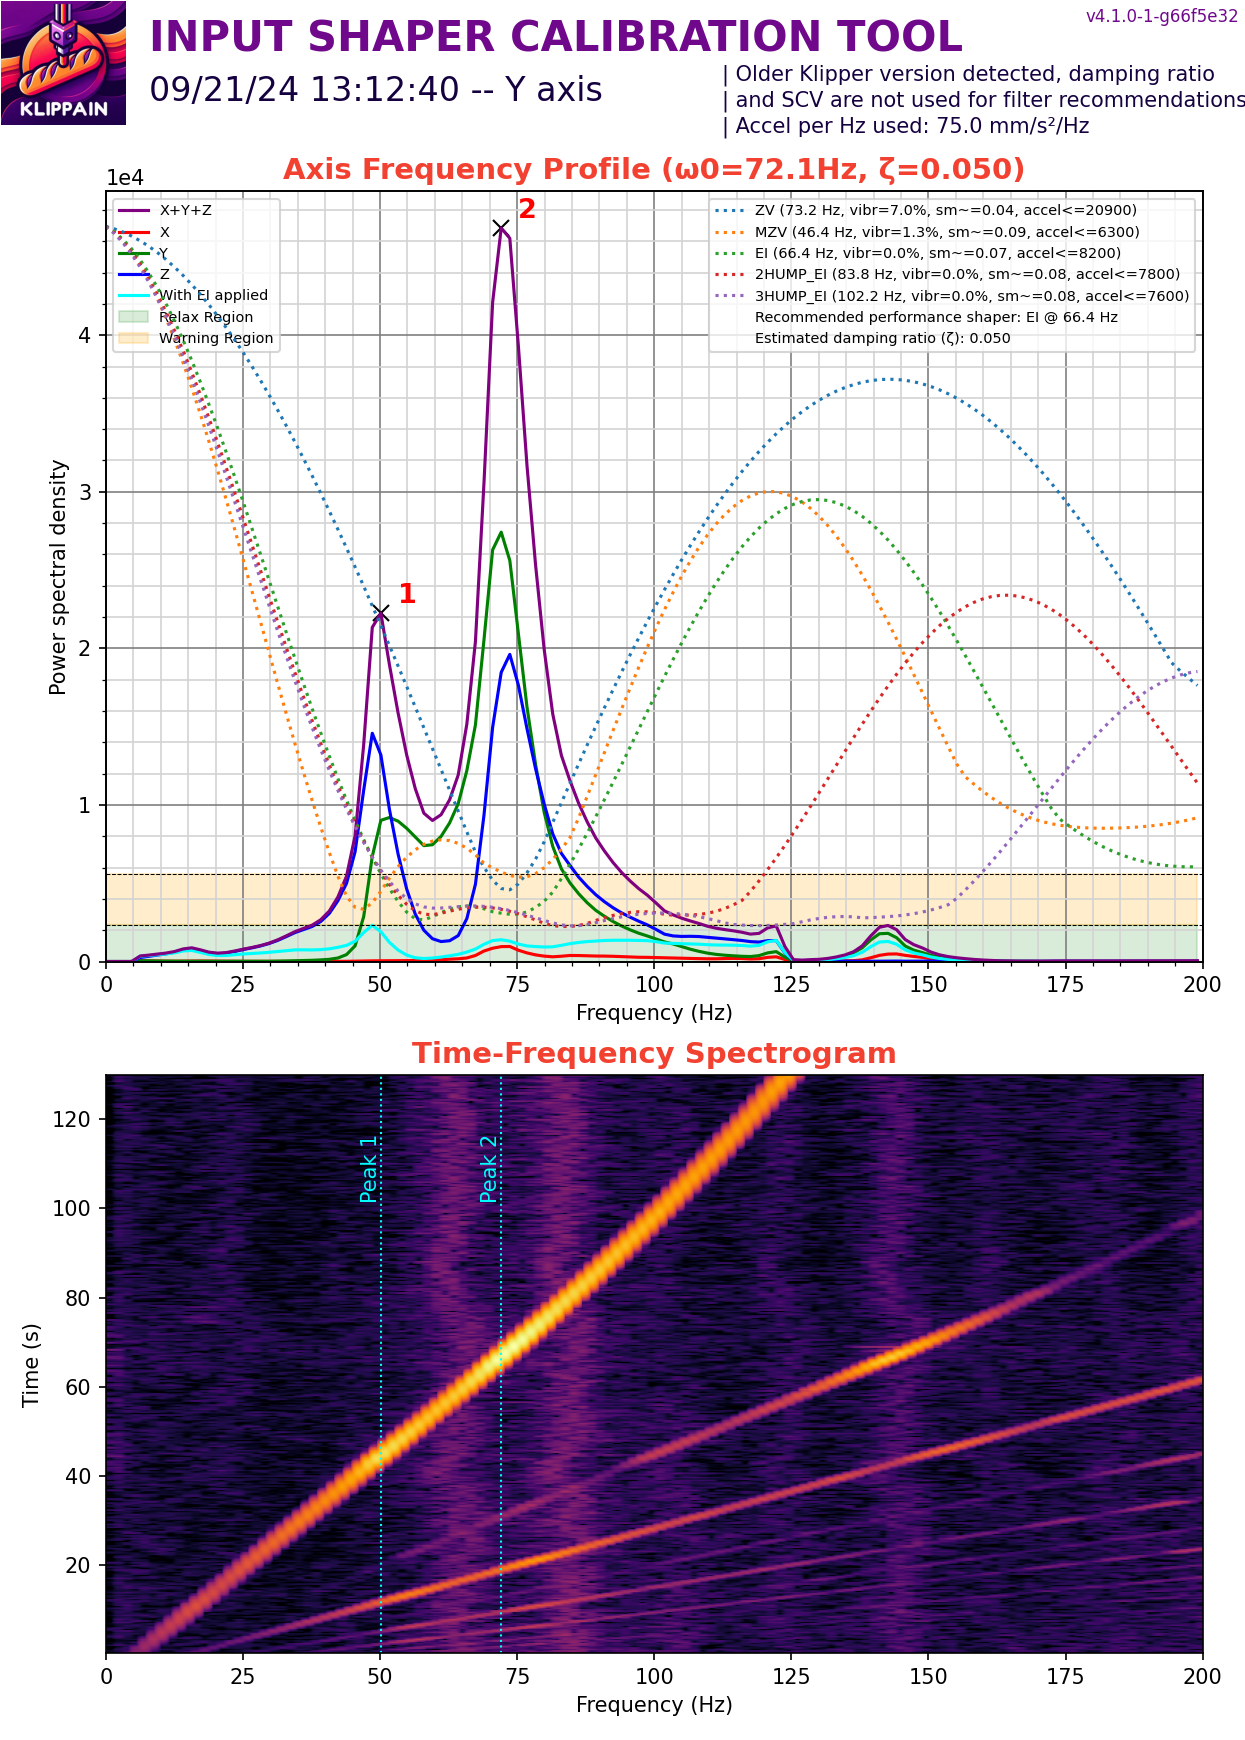 v4.1.0-1-g66f5e32
INPUT SHAPER CALIBRATION TOOL
09/21/24 13:12:40 -- Y axis
| Older Klipper version detected, damping ratio
| and SCV are not used for filter recommendations
| Accel per Hz used: 75.0 mm/s²/Hz
KLIPPAIN
Axis Frequency Profile (ω0=72.1Hz, ζ=0.050)
1e4
X+Y+Z
X
Y
Z
With EI applied
Relax Region
Warning Region
ZV (73.2 Hz, vibr=7.0%, sm~=0.04, accel<=20900)
MZV (46.4 Hz, vibr=1.3%, sm~=0.09, accel<=6300)
EI (66.4 Hz, vibr=0.0%, sm~=0.07, accel<=8200)
2HUMP_EI (83.8 Hz, vibr=0.0%, sm~=0.08, accel<=7800)
3HUMP_EI (102.2 Hz, vibr=0.0%, sm~=0.08, accel<=7600)
Recommended performance shaper: EI @ 66.4 Hz
Estimated damping ratio (ζ): 0.050
2
1
Power spectral density
4
3
2
1
0
0 25 50 75 100 125 150 175 200
Frequency (Hz)
Time-Frequency Spectrogram
Peak 1
Peak 2
Time (s)
120
100
80
60
40
20
0 25 50 75 100 125 150 175 200
Frequency (Hz)